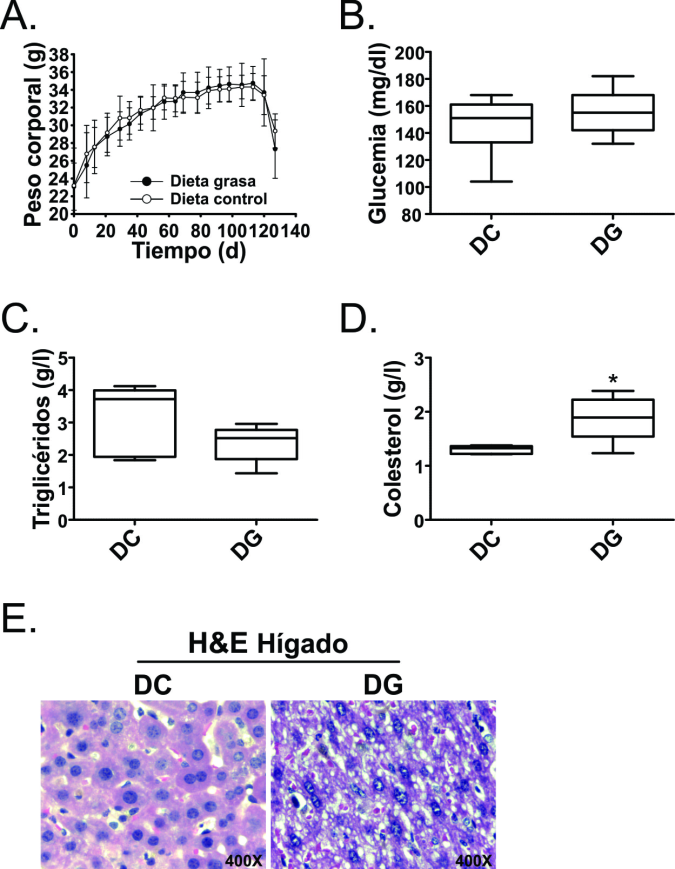 A.
Peso corporal (g)
36
34
32
30
28
26
24
22
20
0 20 40 60 80 100 120 140
Tiempo (d)
Dieta grasa
Dieta control
B.
Glucemia (mg/dl)
200
180
160
140
120
100
80
DC
DG
C.
Triglicéridos (g/l)
5
4
3
2
1
0
DC
DG
D.
Colesterol (g/l)
3
2
1
0
*
DC
DG
E.
H&E Hígado
DC
DG
400X
400X